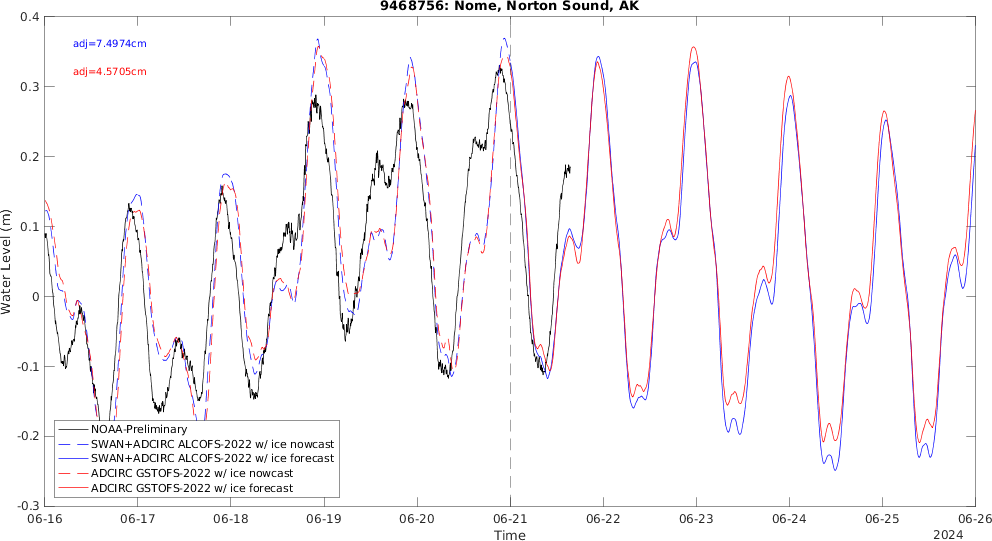 9468756: Nome, Norton Sound, AK
adj=7.4974cm
adj=4.5705cm
0.4
0.3
0.2
0.1
0
-0.1
-0.2
-0.3
Water Level (m)
NOAA-Preliminary
SWAN+ADCIRC ALCOFS-2022 w/ ice nowcast
SWAN+ADCIRC ALCOFS-2022 w/ ice forecast
ADCIRC GSTOFS-2022 w/ ice nowcast
ADCIRC GSTOFS-2022 w/ ice forecast
06-16 06-17 06-18 06-19 06-20 06-21 06-22 06-23 06-24 06-25 06-26
Time
2024